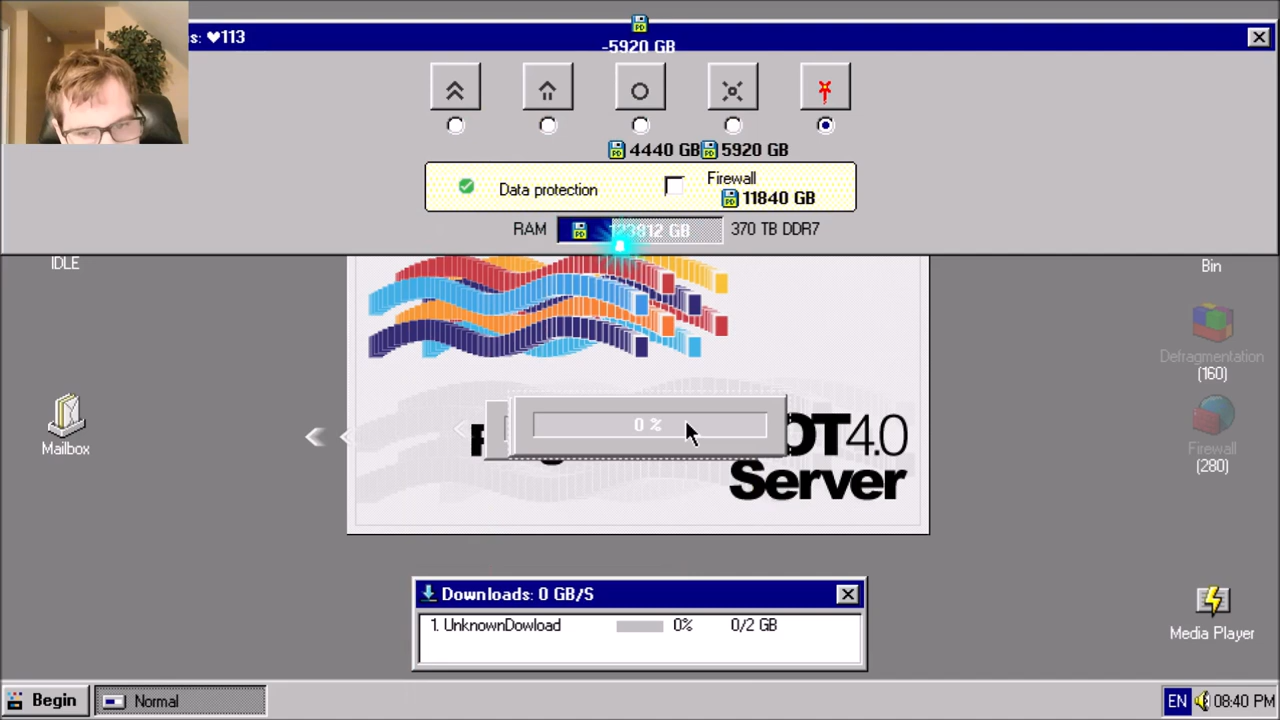 s: ♥113
-5920 GB
4440 GB 5920 GB
Data protection
Firewall
11840 GB
RAM
GB
370 TB DDR7
IDLE
Bin
Defragmentation
(160)
Mailbox
OT4.0
Server
0 %
Firewall
(280)
Downloads: 0 GB/S
1. UnknownDowload 0% 0/2 GB
Media Player
Begin
Normal
EN
08:40 PM